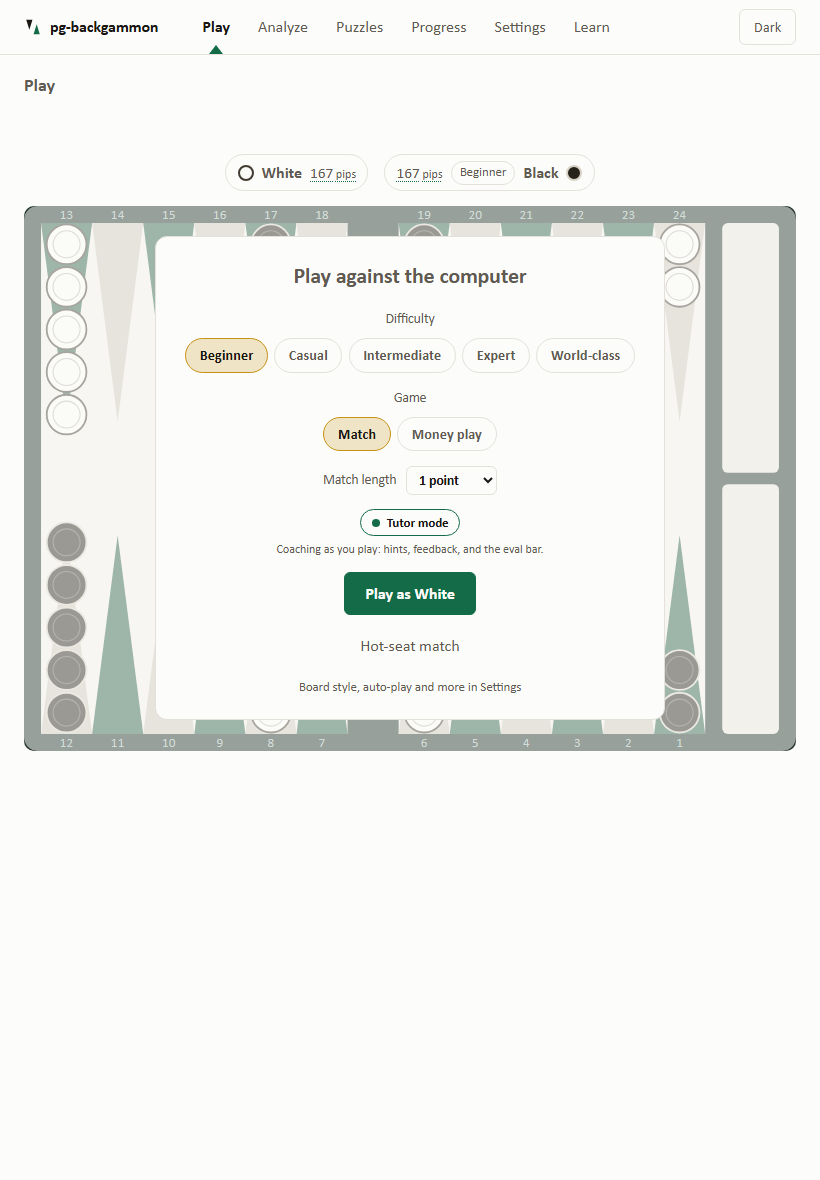 pg-backgammon Play Analyze Puzzles Progress Settings Learn Dark
Play
White 167 pips 167 pips Beginner Black
13 14 15 16 17 18 19 20 21 22 23 24
Play against the computer
Difficulty
Beginner Casual Intermediate Expert World-class
Game
Match Money play
Match length 1 point
Tutor mode
Coaching as you play: hints, feedback, and the eval bar.
Play as White
Hot-seat match
Board style, auto-play and more in Settings
12 11 10 9 8 7 6 5 4 3 2 1